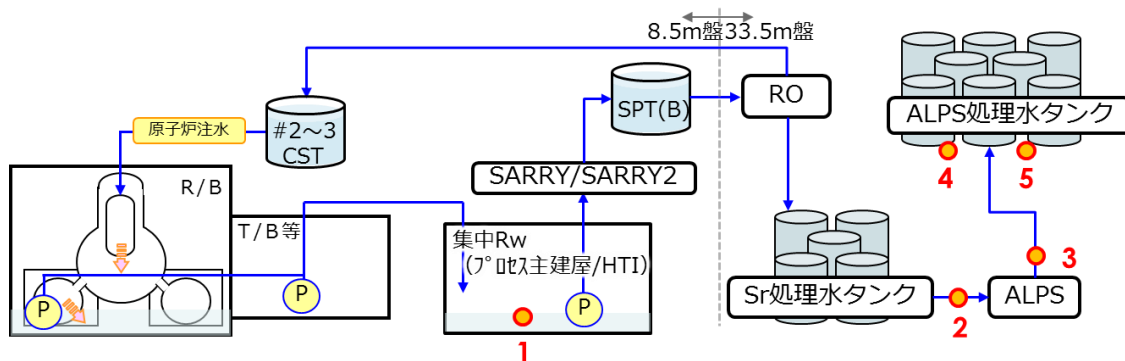 8.5m盤33.5m盤
原子炉注水
#2～3
CST
SPT(B)
RO
ALPS処理水タンク
4
5
R/B
T/B等
SARRY/SARRY2
集中Rw
(ﾌﾟﾛｾｽ主建屋/HTI)
P
P
P
1
Sr処理水タンク
2
ALPS
3